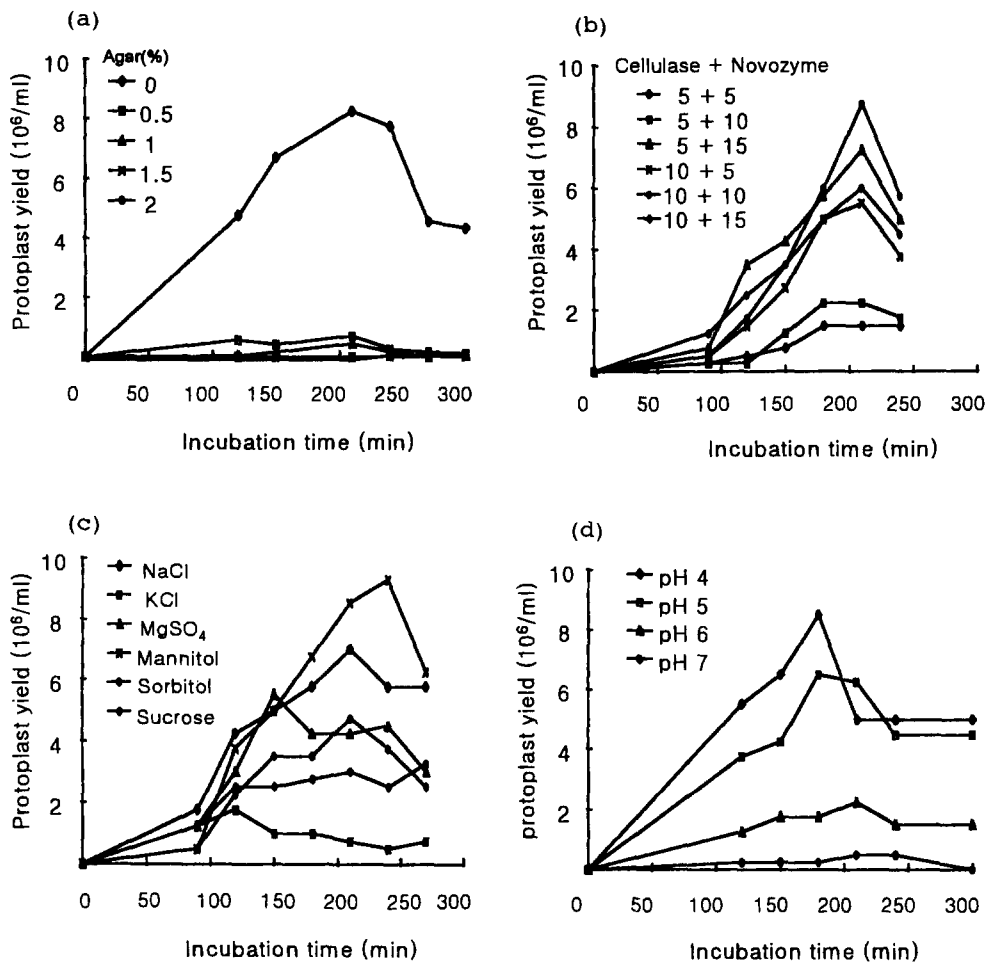 (a)
Agar(%)
0
0.5
1
1.5
2
Protoplast yield (10⁶/ml)
10
8
6
4
2
0 50 100 150 200 250 300
Incubation time (min)
(b)
Cellulase + Novozyme
5 + 5
5 + 10
5 + 15
10 + 5
10 + 10
10 + 15
Protoplast yield (10⁶/ml)
10
8
6
4
2
0 50 100 150 200 250 300
Incubation time (min)
(c)
NaCl
KCl
MgSO₄
Mannitol
Sorbitol
Sucrose
Protoplast yield (10⁶/ml)
10
8
6
4
2
0 50 100 150 200 250 300
Incubation time (min)
(d)
pH 4
pH 5
pH 6
pH 7
protoplast yield (10⁶/ml)
10
8
6
4
2
0 50 100 150 200 250 300
Incubation time (min)